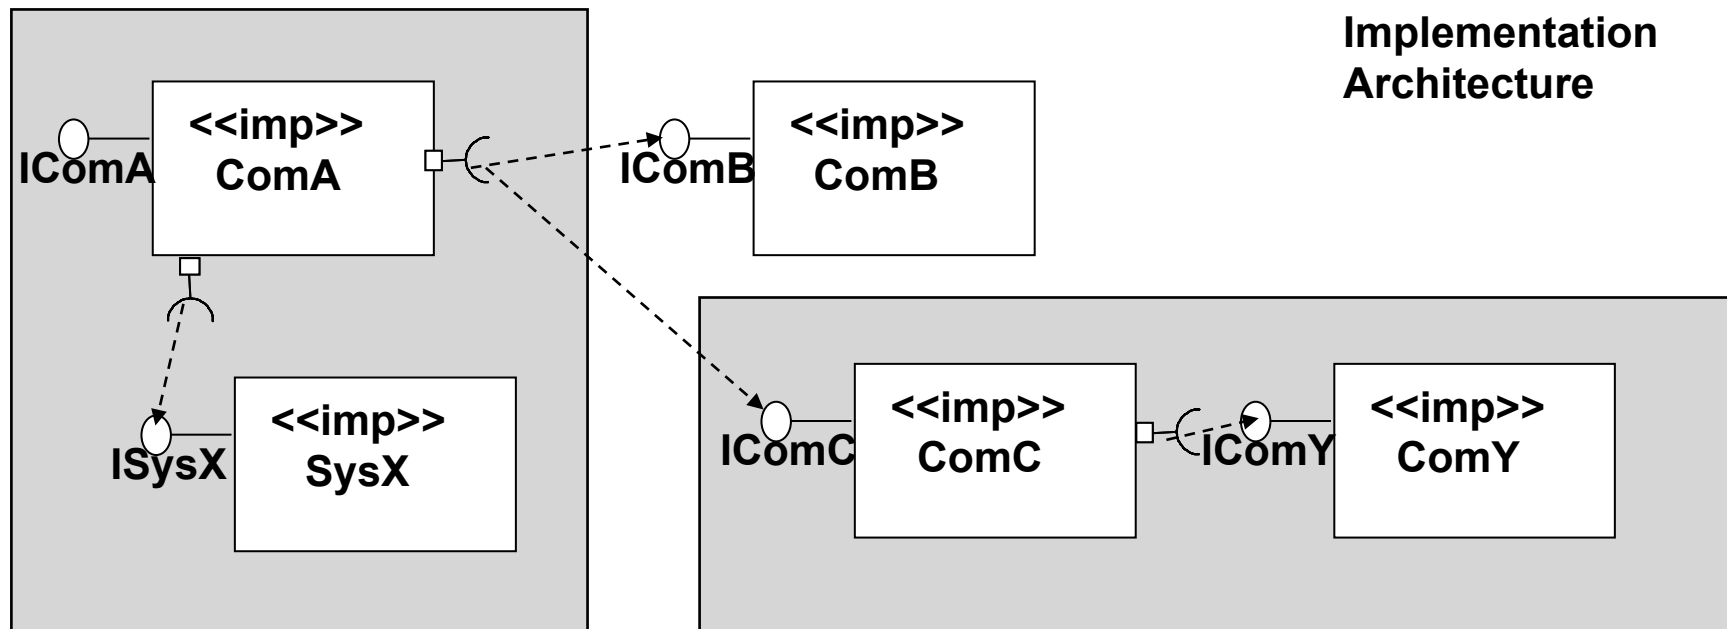 Implementation
Architecture
<<imp>>
ComA
IComA
<<imp>>
ComB
IComB
<<imp>>
SysX
ISysX
<<imp>>
ComC
IComC
<<imp>>
ComY
IComY